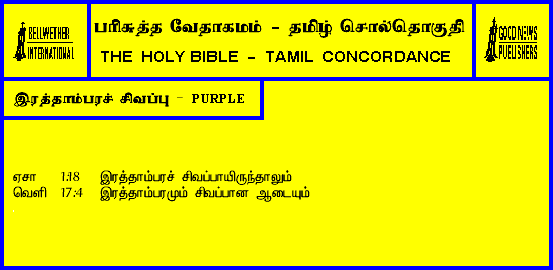 BELLWETHER
INTERNATIONAL
பரிசுத்த வேதாகமம் - தமிழ் சொல்தொகுதி
THE HOLY BIBLE - TAMIL CONCORDANCE
GOOD NEWS
PUBLISHERS
இரத்தாம்பரச் சிவப்பு - PURPLE
ஏசா 1:18 இரத்தாம்பரச் சிவப்பாயிருந்தாலும்
வெளி 17:4 இரத்தாம்பரமும் சிவப்பான ஆடையும்